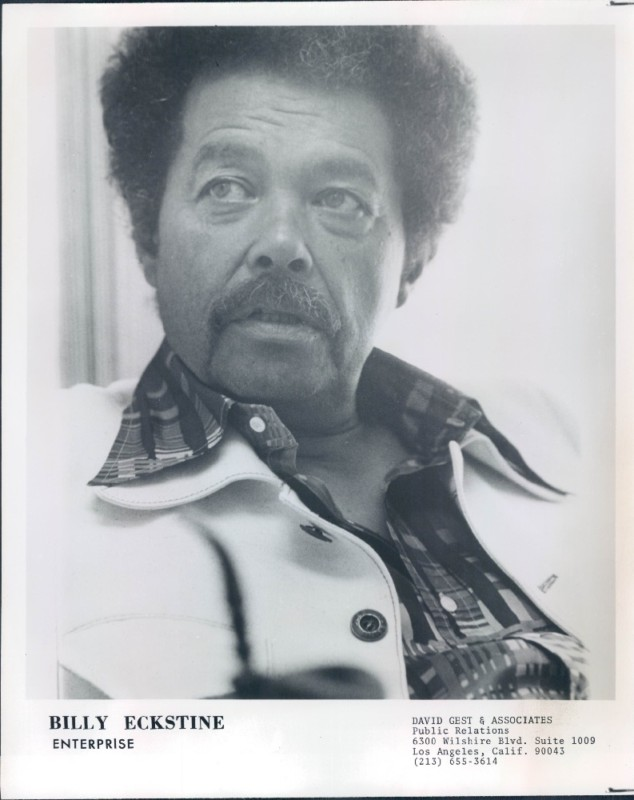 BILLY ECKSTINE
ENTERPRISE
DAVID GEST & ASSOCIATES
Public Relations
6300 Wilshire Blvd. Suite 1009
Los Angeles, Calif. 90043
(213) 655-3614